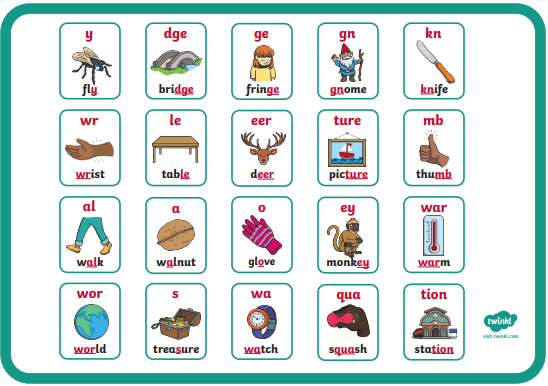 y dge ge gn kn
fly bridge fringe gnome knife
wr le eer ture mb
wrist table deer picture thumb
al a o ey war
walk walnut glove monkey warm
wor s wa qua tion
world treasure watch squash station
twinkl
visit twinkl.com